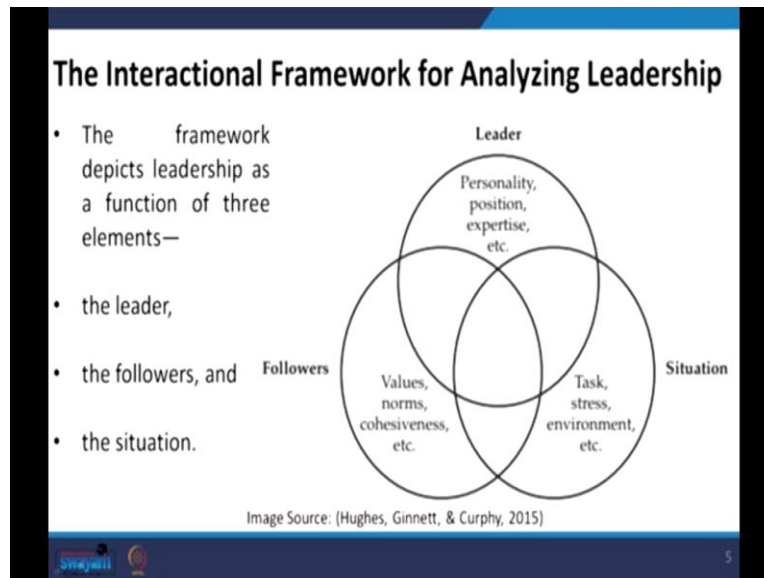 The Interactional Framework for Analyzing Leadership
• The framework
depicts leadership as
a function of three
elements—
• the leader,
• the followers, and
• the situation.
Leader
Personality,
position,
expertise,
etc.
Followers
Values,
norms,
cohesiveness,
etc.
Situation
Task,
stress,
environment,
etc.
Image Source: (Hughes, Ginnett, & Curphy, 2015)
swayam
5